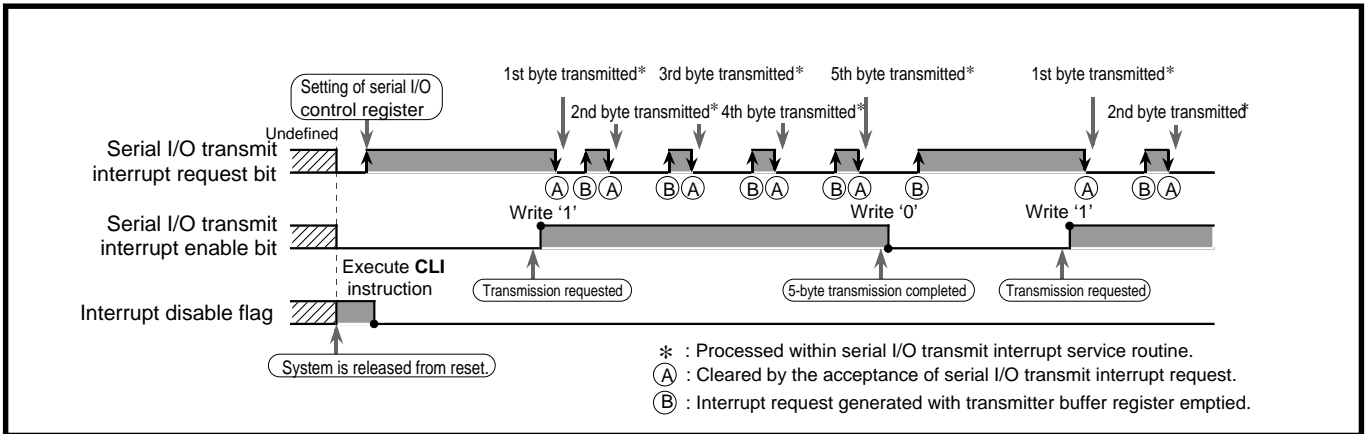 Setting of serial I/O
control register
1st byte transmitted*
3rd byte transmitted*
5th byte transmitted*
1st byte transmitted*
2nd byte transmitted*
4th byte transmitted*
2nd byte transmitted*
Undefined
Serial I/O transmit
interrupt request bit
A B A B A B A B A B A B A
Serial I/O transmit
interrupt enable bit
Write ‘1’
Write ‘0’
Write ‘1’
Execute CLI
instruction
Transmission requested
5-byte transmission completed
Transmission requested
Interrupt disable flag
System is released from reset.
* : Processed within serial I/O transmit interrupt service routine.
A : Cleared by the acceptance of serial I/O transmit interrupt request.
B : Interrupt request generated with transmitter buffer register emptied.